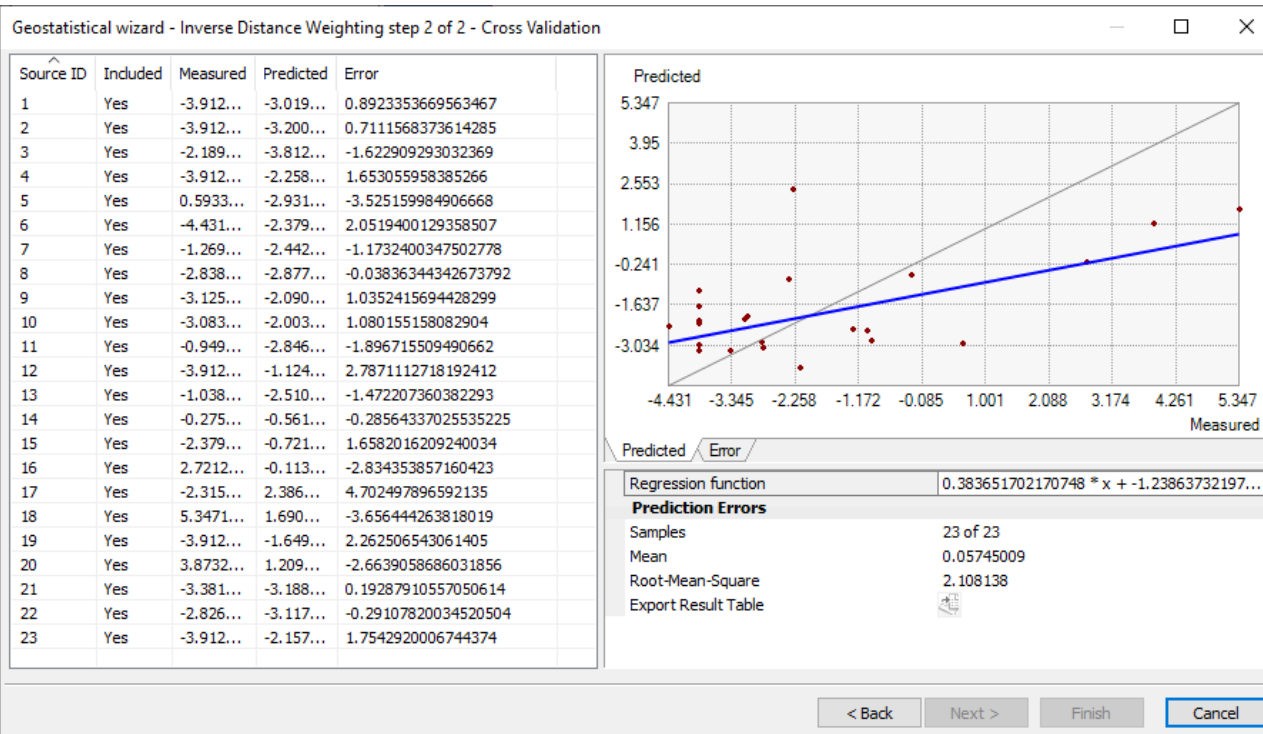 Geostatistical wizard - Inverse Distance Weighting step 2 of 2 - Cross Validation
Source ID Included Measured Predicted Error
1 Yes -3.912... -3.019... 0.8923353669563467
2 Yes -3.912... -3.200... 0.7111568373614285
3 Yes -2.189... -3.812... -1.622909293032369
4 Yes -3.912... -2.258... 1.653055958385266
5 Yes 0.5933... -2.931... -3.525159984906668
6 Yes -4.431... -2.379... 2.0519400129358507
7 Yes -1.269... -2.442... -1.1732400347502778
8 Yes -2.838... -2.877... -0.03836344342673792
9 Yes -3.125... -2.090... 1.0352415694428299
10 Yes -3.083... -2.003... 1.080155158082904
11 Yes -0.949... -2.846... -1.896715509490662
12 Yes -3.912... -1.124... 2.7871112718192412
13 Yes -1.038... -2.510... -1.472207360382293
14 Yes -0.275... -0.561... -0.285643370255​35225
15 Yes -2.379... -0.721... 1.6582016209240034
16 Yes 2.7212... -0.113... -2.834353857160423
17 Yes -2.315... 2.386... 4.702497896592135
18 Yes 5.3471... 1.690... -3.656444263818019
19 Yes -3.912... -1.649... 2.262506543061405
20 Yes 3.8732... 1.209... -2.6639058686031856
21 Yes -3.381... -3.188... 0.19287910557050614
22 Yes -2.826... -3.117... -0.29107820034520504
23 Yes -3.912... -2.157... 1.7542920006744374
Predicted
5.347
3.95
2.553
1.156
-0.241
-1.637
-3.034
-4.431 -3.345 -2.258 -1.172 -0.085 1.001 2.088 3.174 4.261 5.347
Measured
Predicted Error
Regression function 0.383651702170748 * x + -1.23863732197...
Prediction Errors
Samples 23 of 23
Mean 0.05745009
Root-Mean-Square 2.108138
Export Result Table
< Back Next > Finish Cancel